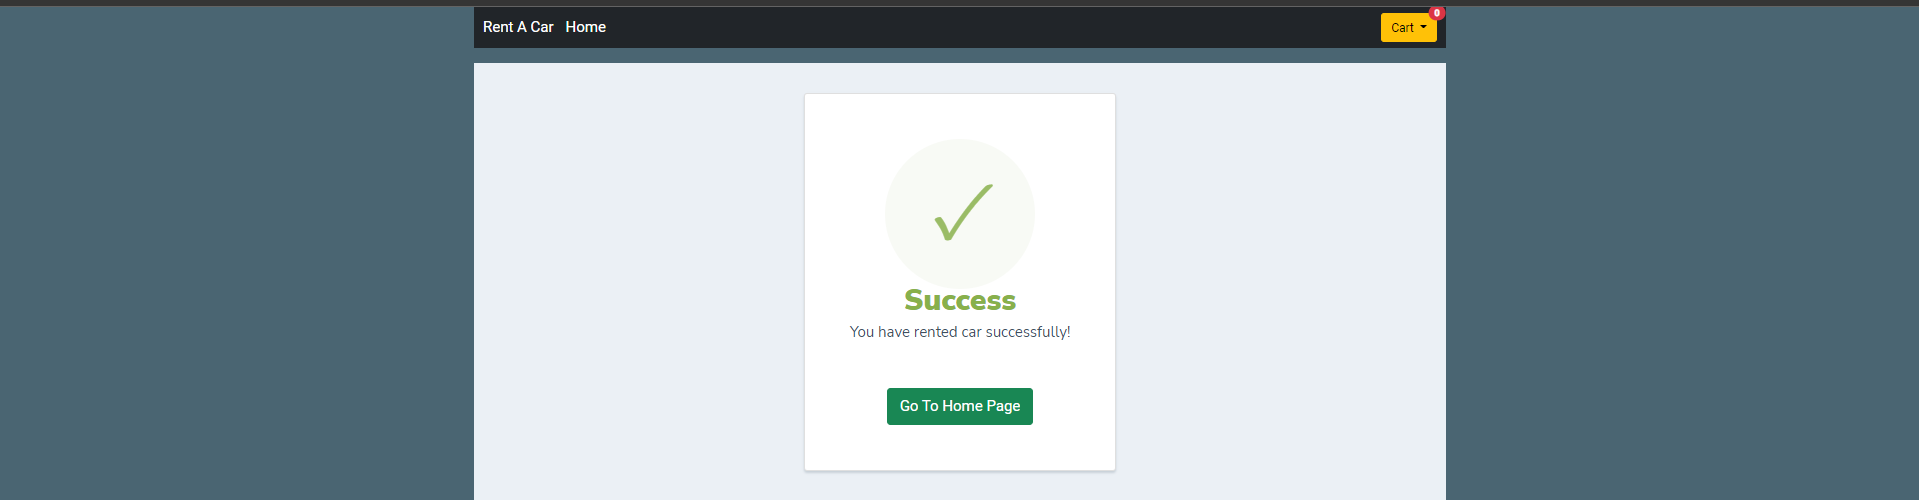 Rent A Car Home Cart 0
✓
Success
You have rented car successfully!
Go To Home Page